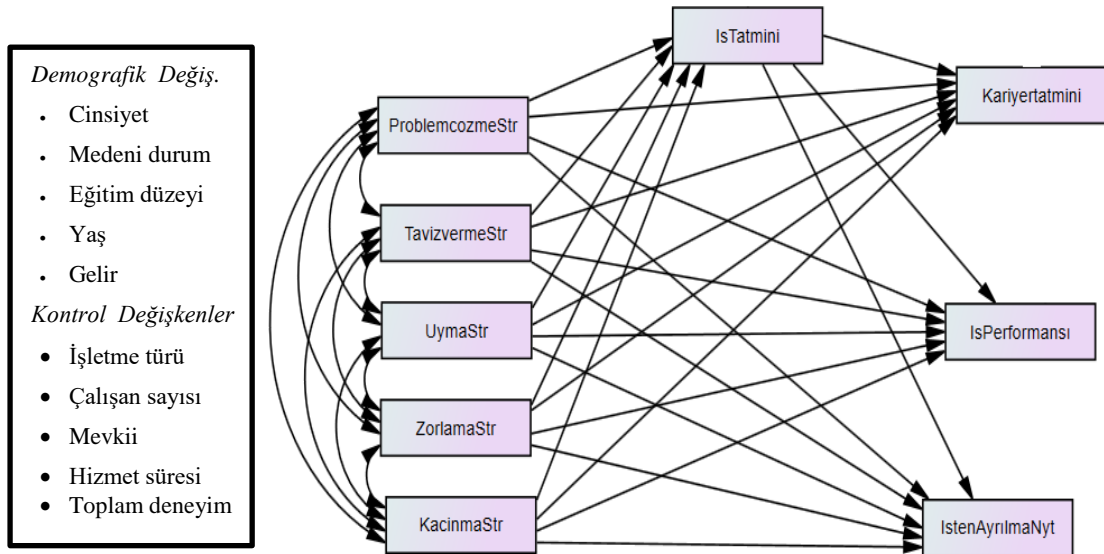 Demografik Değiş.
• Cinsiyet
• Medeni durum
• Eğitim düzeyi
• Yaş
• Gelir
Kontrol Değişkenler
• İşletme türü
• Çalışan sayısı
• Mevkii
• Hizmet süresi
• Toplam deneyim
IsTatmini
Kariyertatmini
ProblemcozmeStr
TavizvermeStr
UymaStr
IsPerformansı
ZorlamaStr
KacinmaStr
IstenAyrılmaNyt